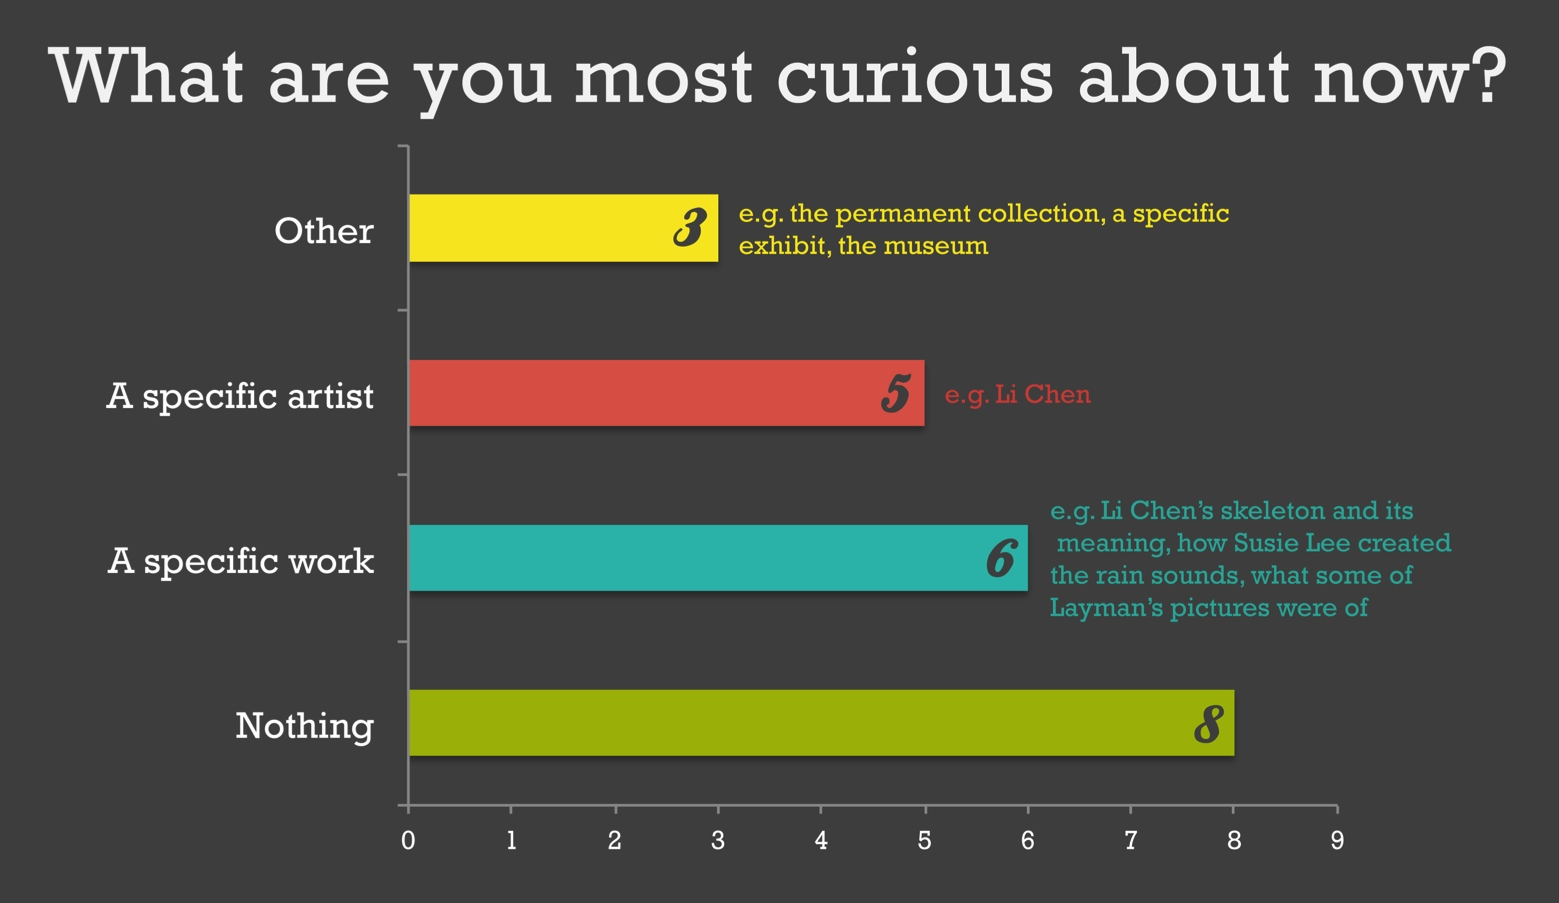 What are you most curious about now?
Other
3
e.g. the permanent collection, a specific
exhibit, the museum
A specific artist
5
e.g. Li Chen
A specific work
6
e.g. Li Chen’s skeleton and its
meaning, how Susie Lee created
the rain sounds, what some of
Layman’s pictures were of
Nothing
8
0 1 2 3 4 5 6 7 8 9